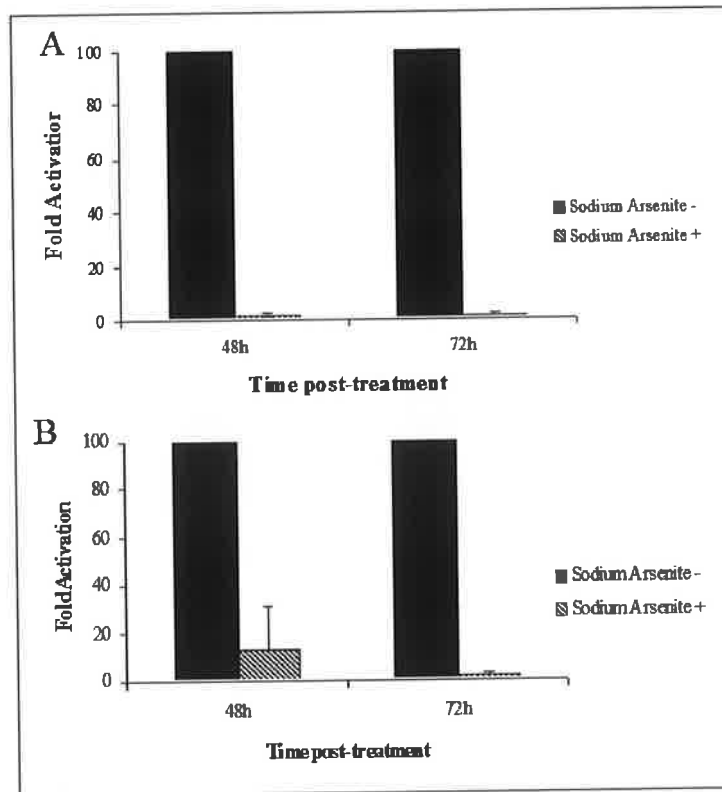 A
100
80
60
40
20
0
Fold Activation
48h
72h
Time post-treatment
Sodium Arsenite -
Sodium Arsenite +
B
100
80
60
40
20
0
Fold Activation
48h
72h
Time post-treatment
Sodium Arsenite -
Sodium Arsenite +